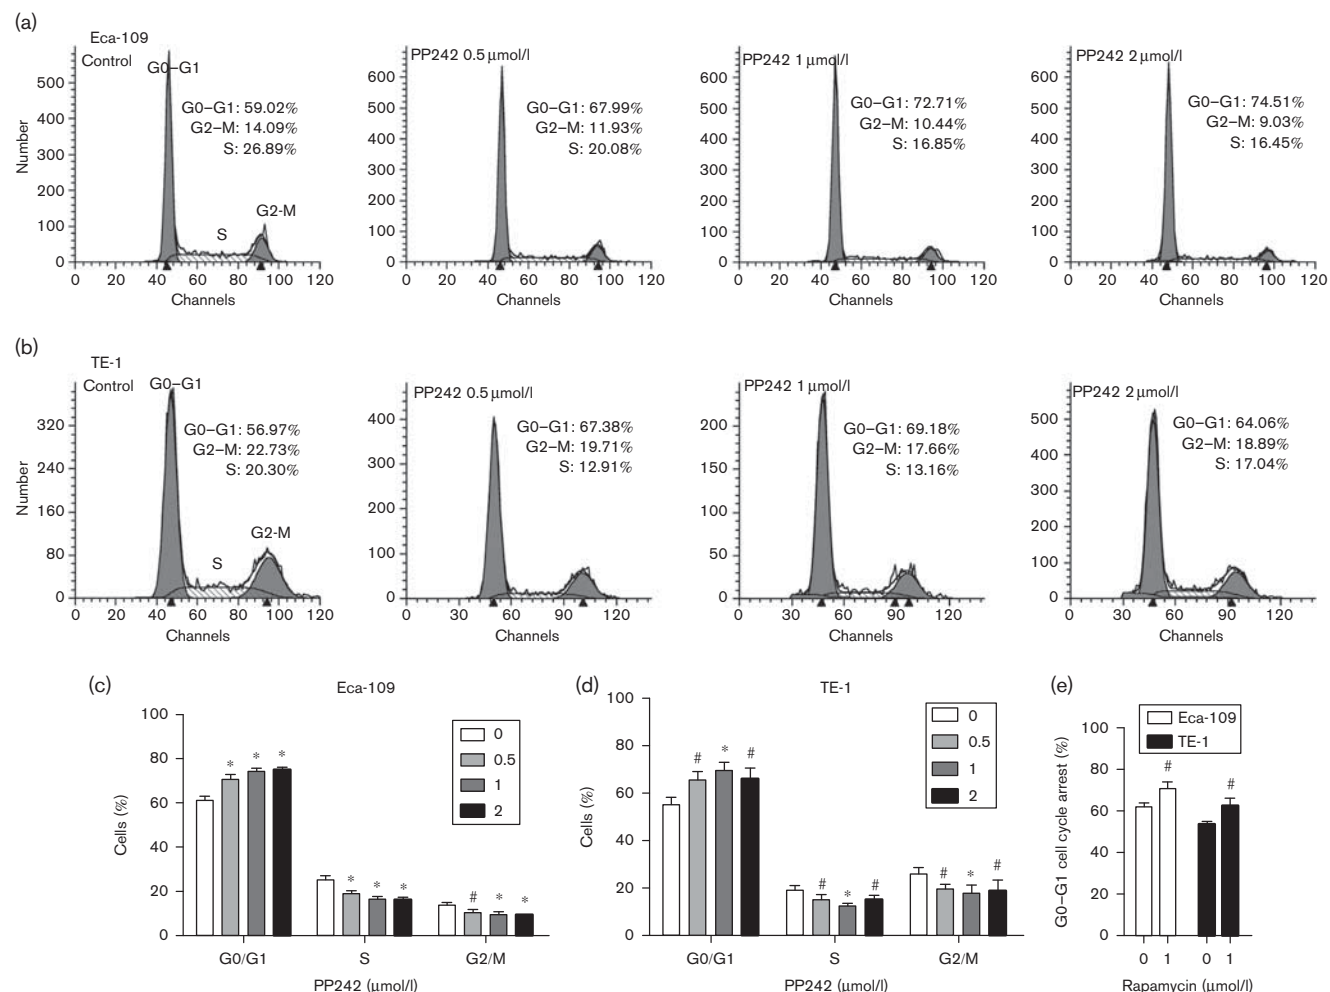 (a)
Eca-109
Control
G0–G1
G0–G1: 59.02%
G2–M: 14.09%
S: 26.89%
G2-M
S
Number
500
400
300
200
100
0
0 20 40 60 80 100 120
Channels
PP242 0.5 µmol/l
G0–G1: 67.99%
G2–M: 11.93%
S: 20.08%
600
500
400
300
200
100
0
0 20 40 60 80 100 120
Channels
PP242 1 µmol/l
G0–G1: 72.71%
G2–M: 10.44%
S: 16.85%
600
500
400
300
200
100
0
0 20 40 60 80 100 120
Channels
PP242 2 µmol/l
G0–G1: 74.51%
G2–M: 9.03%
S: 16.45%
600
500
400
300
200
100
0
0 20 40 60 80 100 120
Channels
(b)
TE-1
Control
G0–G1
G0–G1: 56.97%
G2–M: 22.73%
S: 20.30%
G2-M
S
Number
320
240
160
80
0
0 20 40 60 80 100 120
Channels
PP242 0.5 µmol/l
G0–G1: 67.38%
G2–M: 19.71%
S: 12.91%
400
300
200
100
0
0 30 60 90 120
Channels
PP242 1 µmol/l
G0–G1: 69.18%
G2–M: 17.66%
S: 13.16%
200
150
100
50
0
0 30 60 90 120
Channels
PP242 2 µmol/l
G0–G1: 64.06%
G2–M: 18.89%
S: 17.04%
500
400
300
200
100
0
0 30 60 90 120
Channels
(c)
Eca-109
Cells (%)
100
80
60
40
20
0
0
0.5
1
2
* * *
* * *
# * *
G0/G1 S G2/M
PP242 (µmol/l)
(d)
TE-1
Cells (%)
100
80
60
40
20
0
0
0.5
1
2
# * #
# * #
# * #
G0/G1 S G2/M
PP242 (µmol/l)
(e)
Eca-109
TE-1
G0–G1 cell cycle arrest (%)
100
80
60
40
20
0
# #
0 1 0 1
Rapamycin (µmol/l)